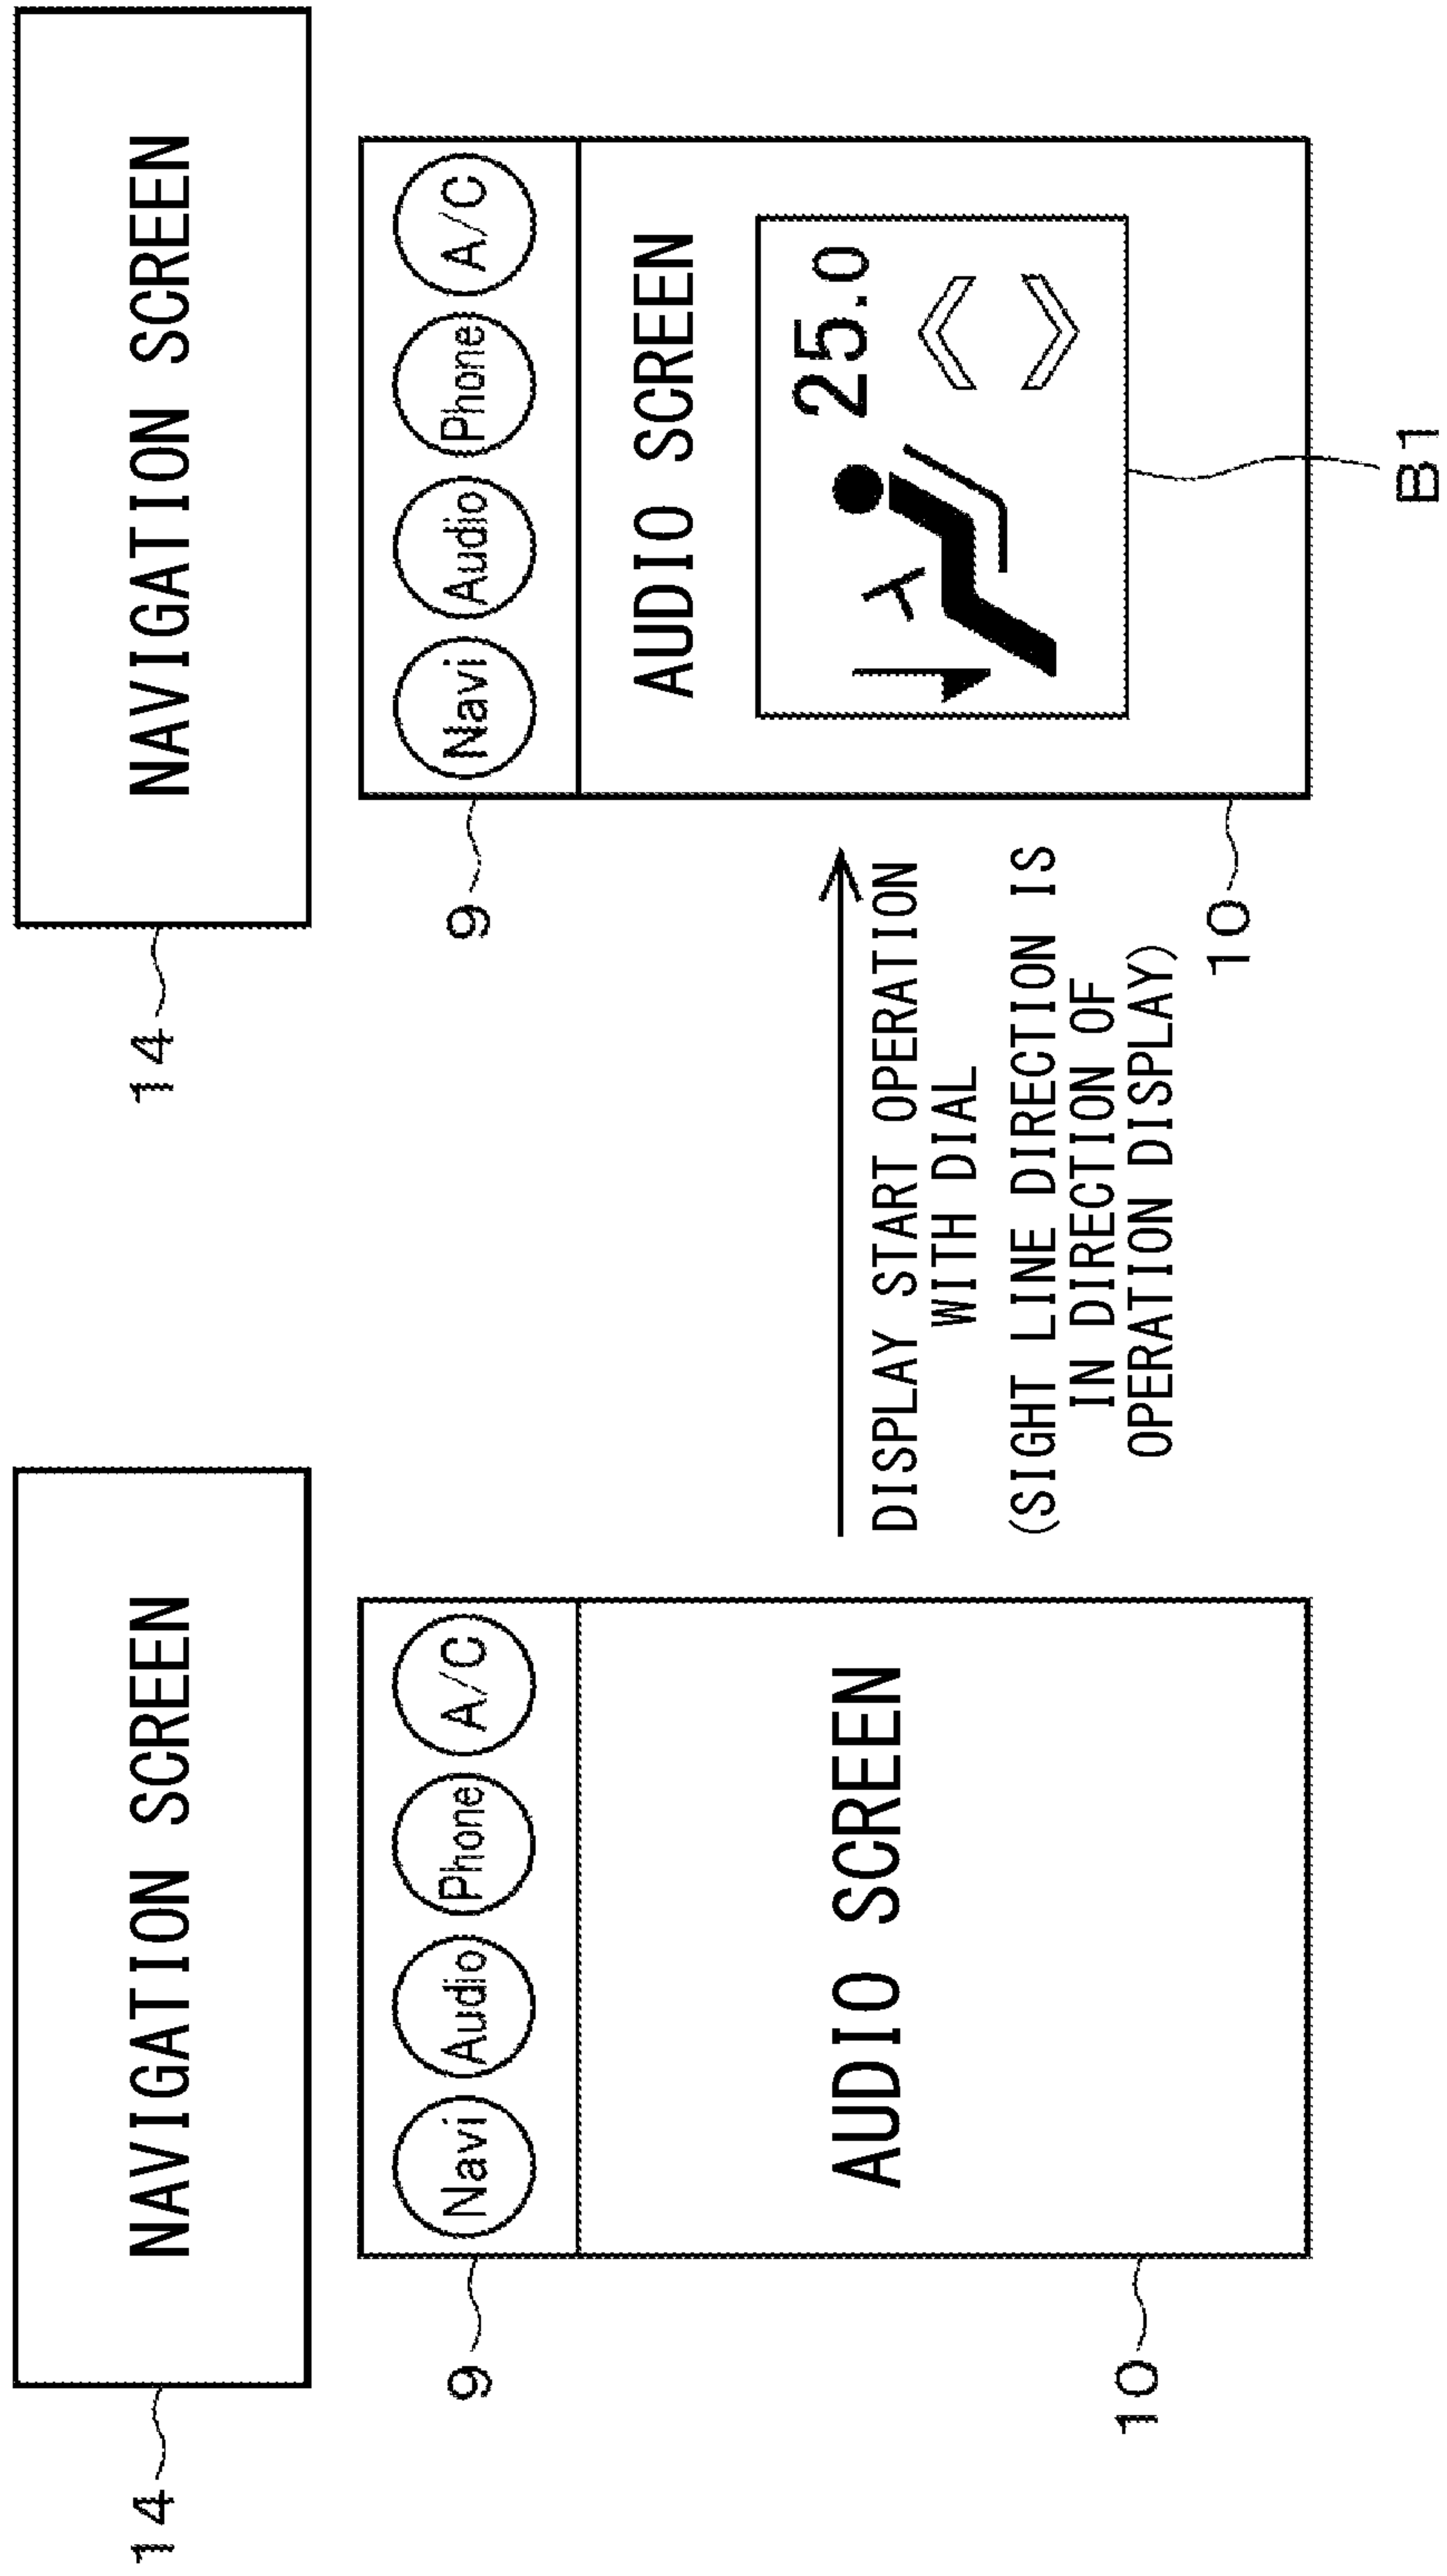 14
NAVIGATION SCREEN
9
Navi Audio Phone A/C
AUDIO SCREEN
10
DISPLAY START OPERATION
WITH DIAL
(SIGHT LINE DIRECTION IS
IN DIRECTION OF
OPERATION DISPLAY)
14
NAVIGATION SCREEN
9
Navi Audio Phone A/C
AUDIO SCREEN
25.0
10
B1